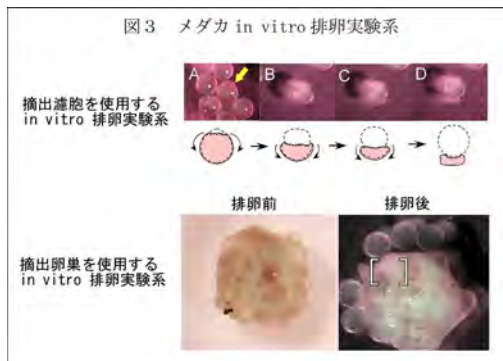 図3 メダカ in vitro 排卵実験系
A B C D
摘出濾胞を使用する
in vitro 排卵実験系
排卵前 排卵後
摘出卵巣を使用する
in vitro 排卵実験系